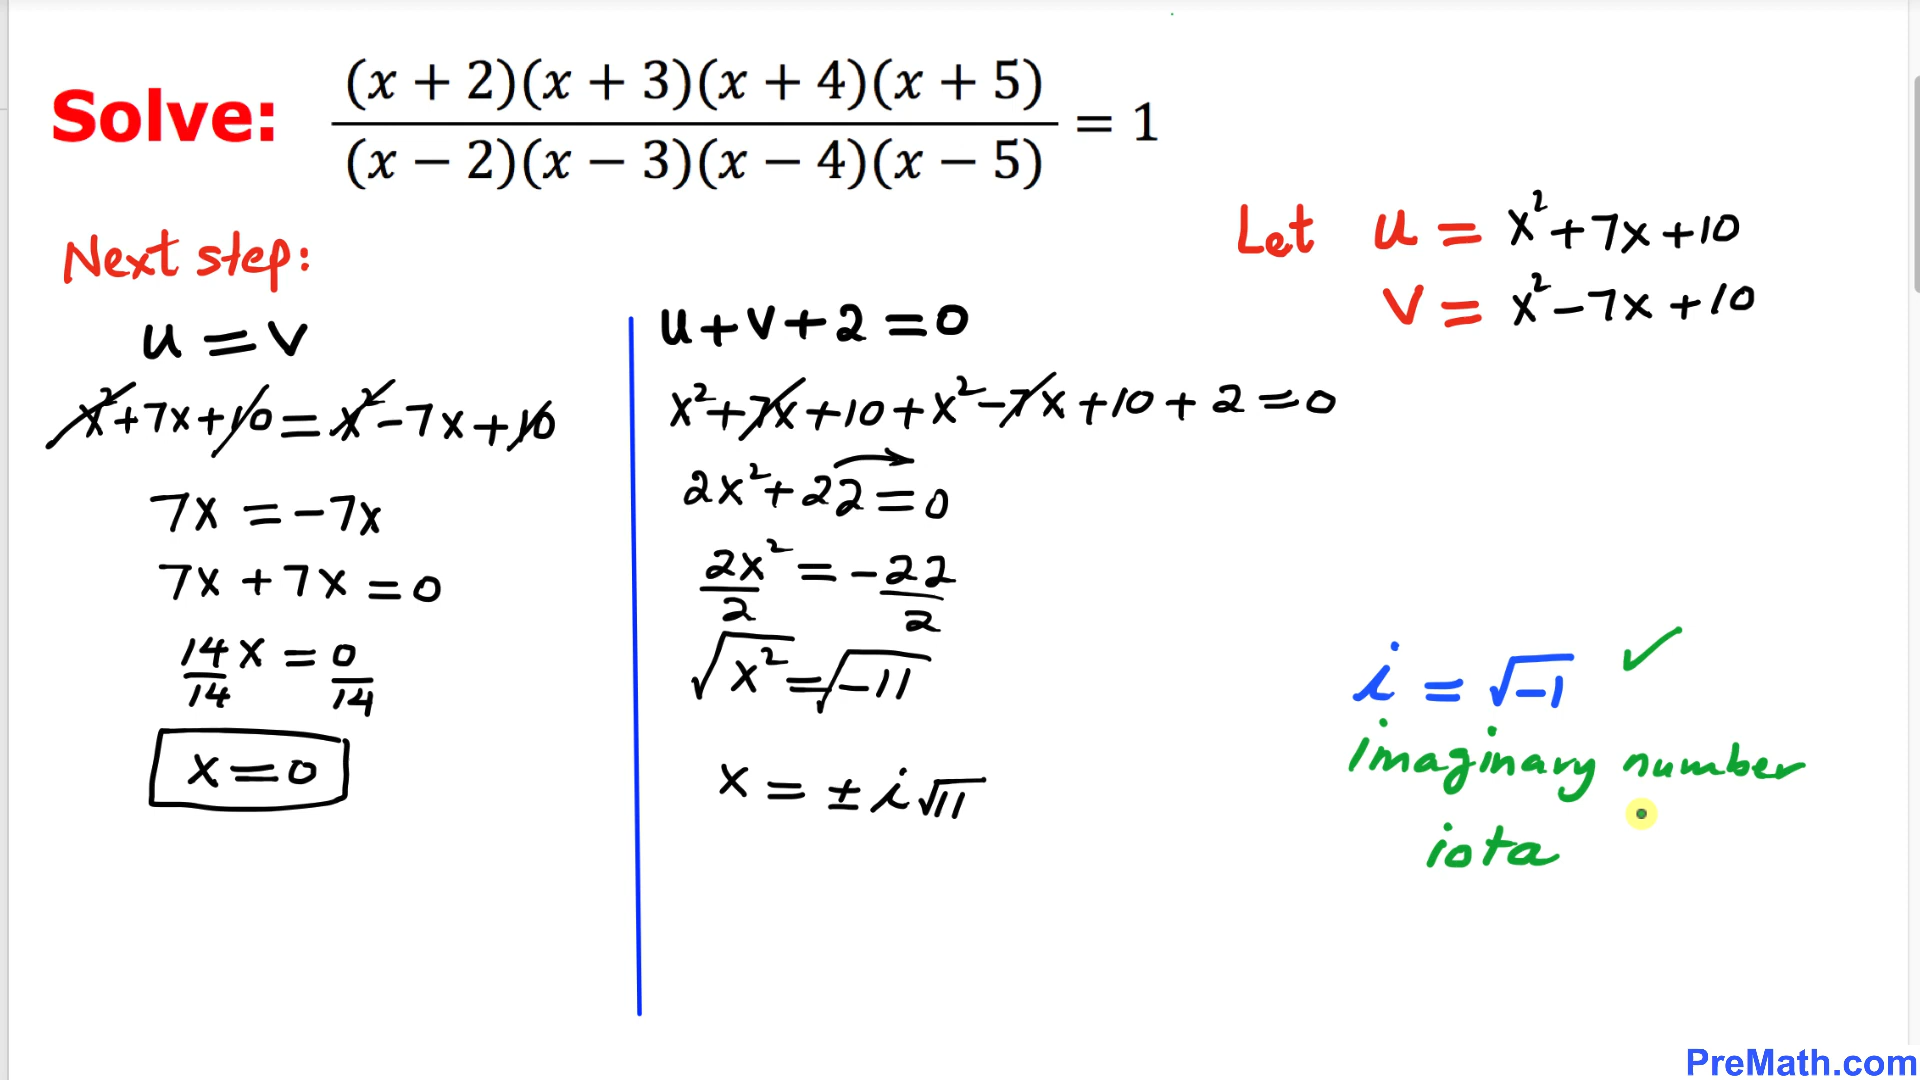 Solve: (x + 2)(x + 3)(x + 4)(x + 5) / (x − 2)(x − 3)(x − 4)(x − 5) = 1
Let u = x² + 7x + 10
v = x² − 7x + 10
Next step:
u = v
x² + 7x + 10 = x² − 7x + 10
7x = −7x
7x + 7x = 0
14x/14 = 0/14
x = 0
u + v + 2 = 0
x² + 7x + 10 + x² − 7x + 10 + 2 = 0
2x² + 22 = 0
2x²/2 = −22/2
√x² = √−11
x = ± i√11
i = √−1 ✓
imaginary number
iota
PreMath.com